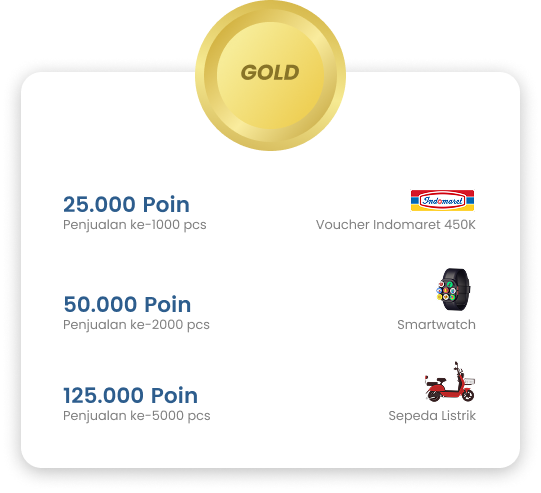 GOLD
25.000 Poin
Penjualan ke-1000 pcs
Indomaret
Voucher Indomaret 450K
50.000 Poin
Penjualan ke-2000 pcs
Smartwatch
125.000 Poin
Penjualan ke-5000 pcs
Sepeda Listrik